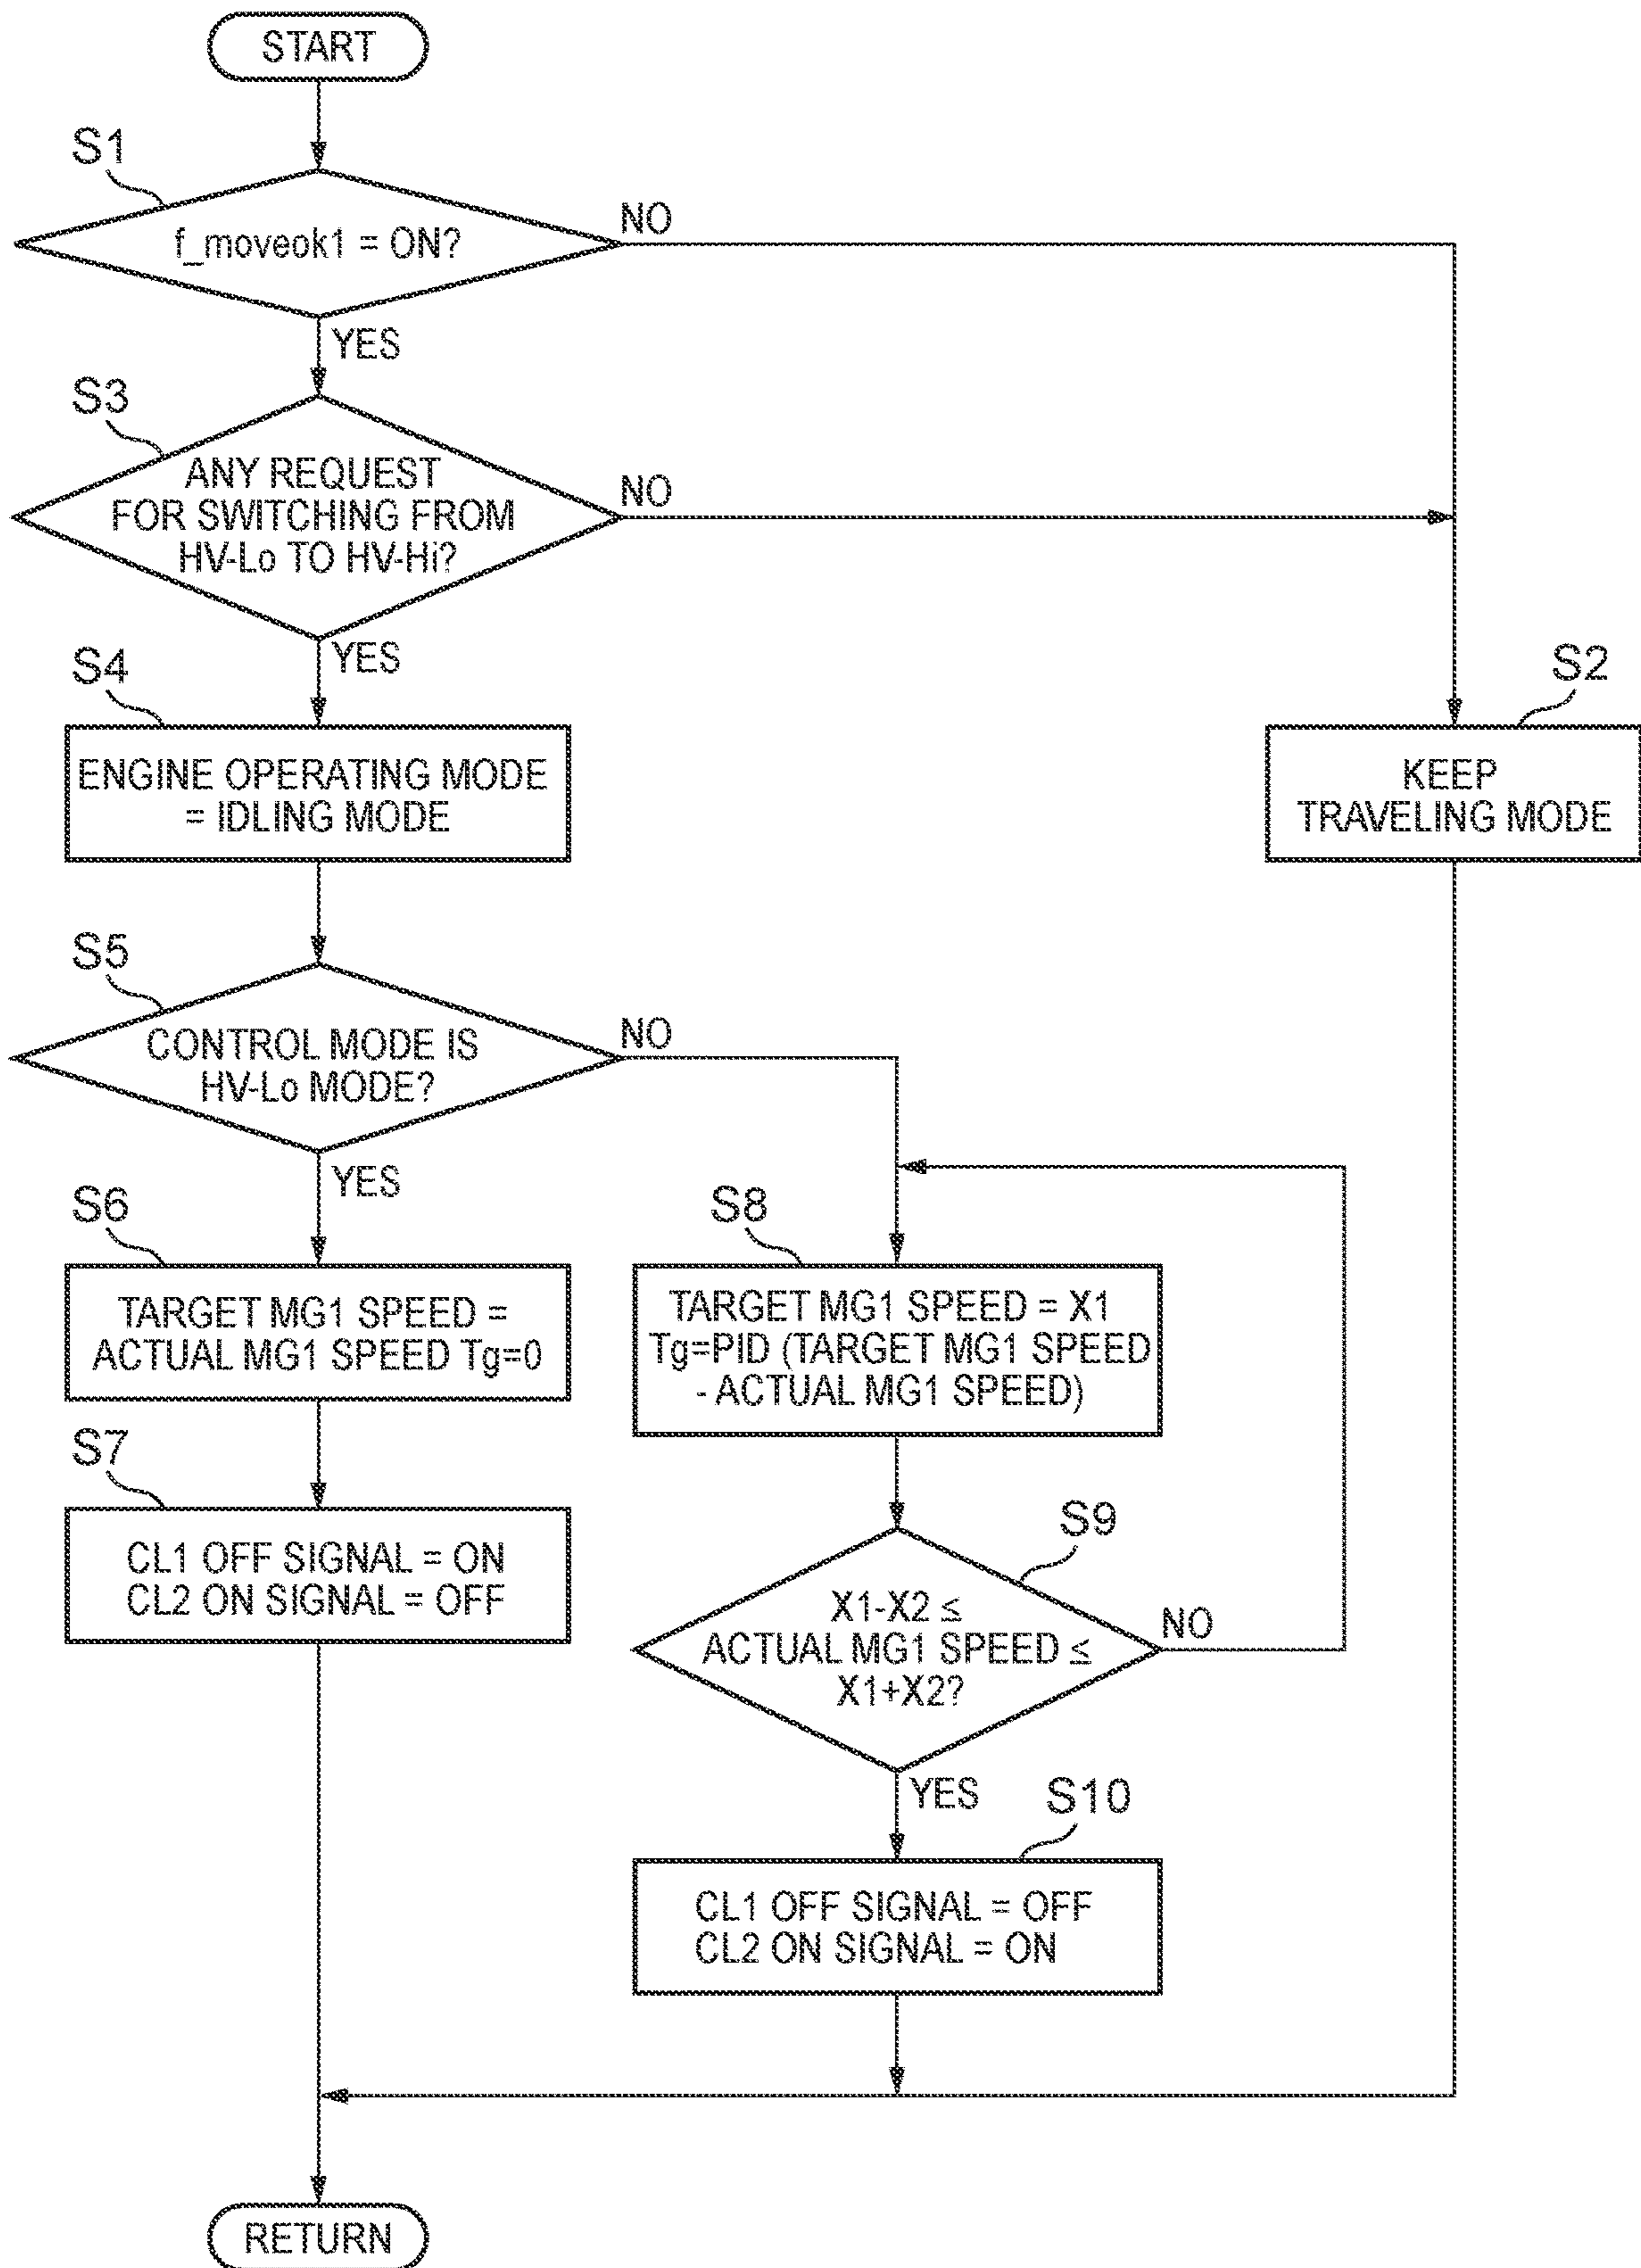 START
S1
f_moveok1 = ON?
NO
YES
S3
ANY REQUEST
FOR SWITCHING FROM
HV-Lo TO HV-Hi?
NO
YES
S4
ENGINE OPERATING MODE
= IDLING MODE
S2
KEEP
TRAVELING MODE
S5
CONTROL MODE IS
HV-Lo MODE?
NO
YES
S6
TARGET MG1 SPEED =
ACTUAL MG1 SPEED Tg=0
S7
CL1 OFF SIGNAL = ON
CL2 ON SIGNAL = OFF
S8
TARGET MG1 SPEED = X1
Tg=PID (TARGET MG1 SPEED
- ACTUAL MG1 SPEED)
S9
X1-X2 ≤
ACTUAL MG1 SPEED ≤
X1+X2?
NO
YES
S10
CL1 OFF SIGNAL = OFF
CL2 ON SIGNAL = ON
RETURN